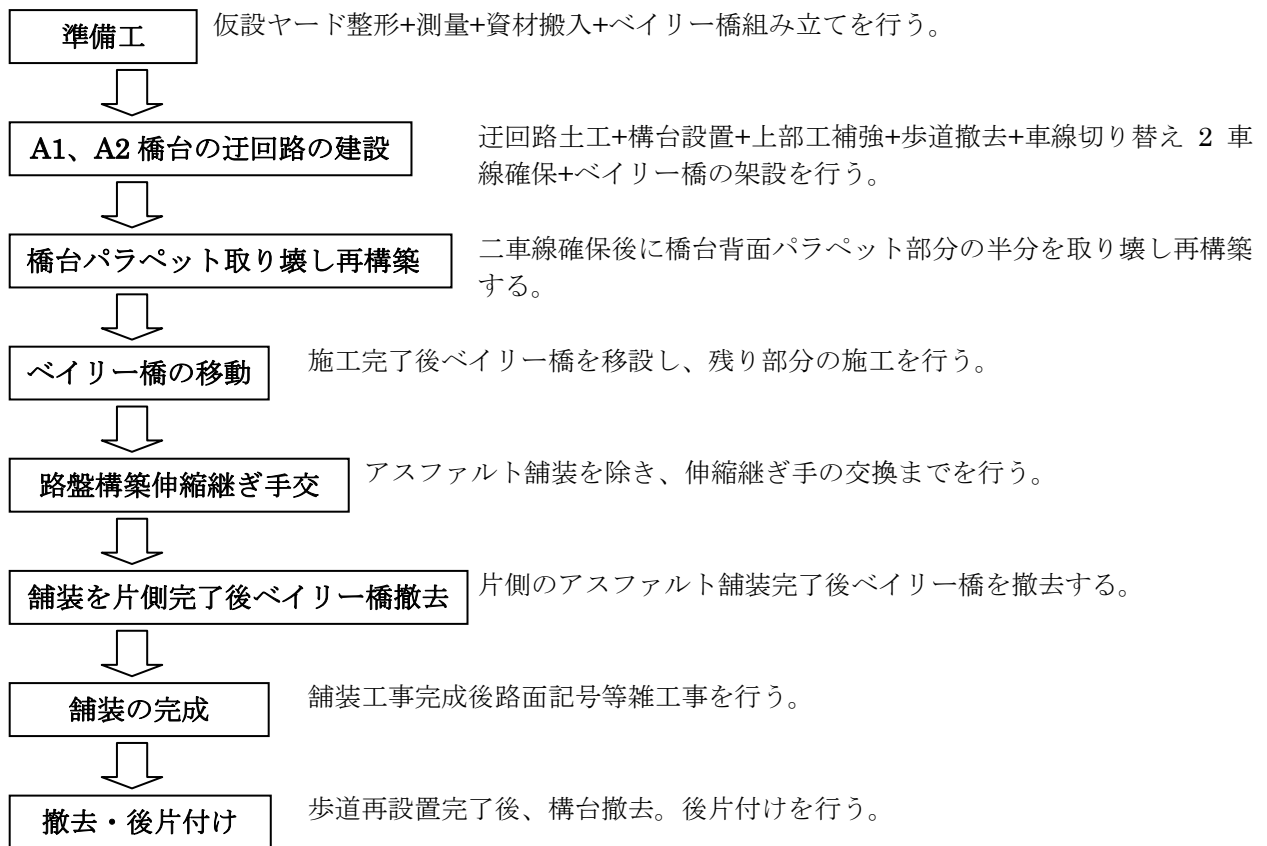 準備工
仮設ヤード整形+測量+資材搬入+ベイリー橋組み立てを行う。
A1、A2 橋台の迂回路の建設
迂回路土工+構台設置+上部工補強+歩道撤去+車線切り替え 2 車
線確保+ベイリー橋の架設を行う。
橋台パラペット取り壊し再構築
二車線確保後に橋台背面パラペット部分の半分を取り壊し再構築
する。
ベイリー橋の移動
施工完了後ベイリー橋を移設し、残り部分の施工を行う。
路盤構築伸縮継ぎ手交
アスファルト舗装を除き、伸縮継ぎ手の交換までを行う。
舗装を片側完了後ベイリー橋撤去
片側のアスファルト舗装完了後ベイリー橋を撤去する。
舗装の完成
舗装工事完成後路面記号等雑工事を行う。
撤去・後片付け
歩道再設置完了後、構台撤去。後片付けを行う。